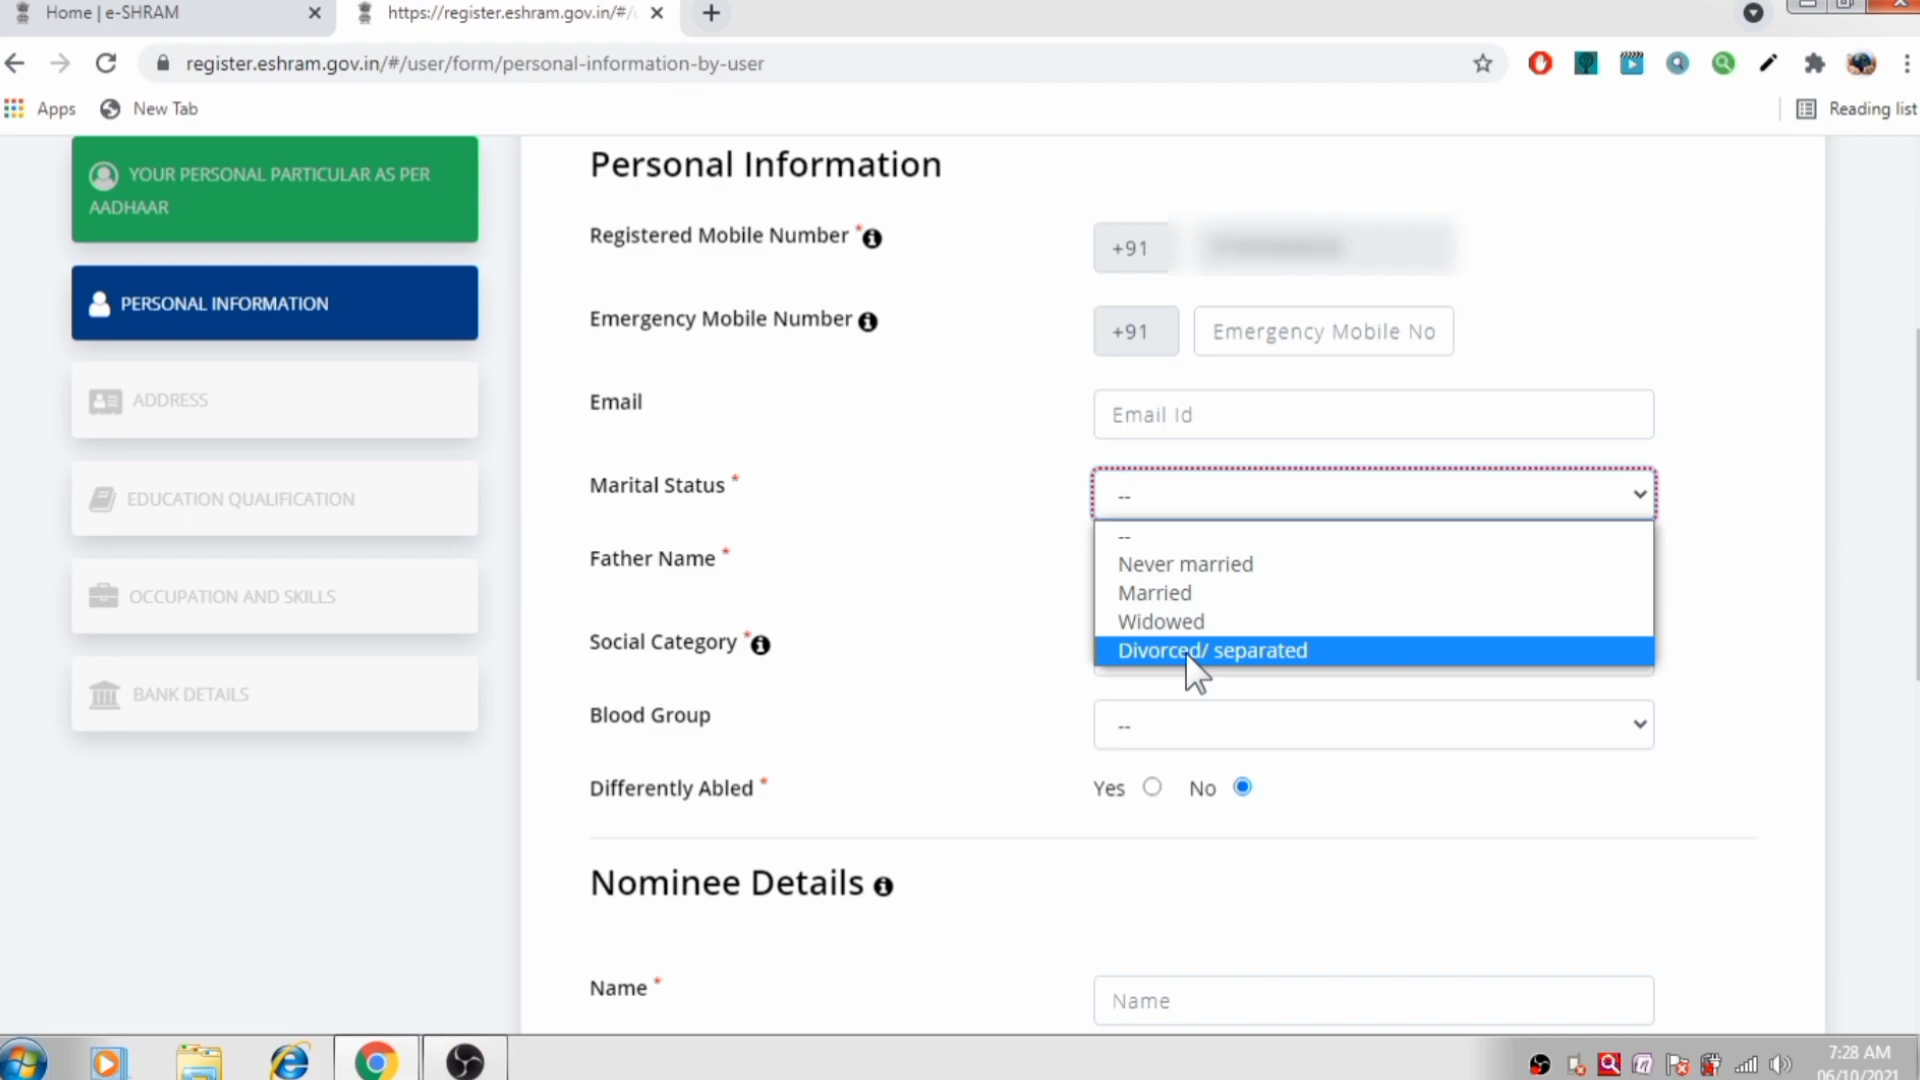 Home | e-SHRAM
https://register.eshram.gov.in/#/
register.eshram.gov.in/#/user/form/personal-information-by-user
Apps
New Tab
Reading list
YOUR PERSONAL PARTICULAR AS PER
AADHAAR
PERSONAL INFORMATION
ADDRESS
EDUCATION QUALIFICATION
OCCUPATION AND SKILLS
BANK DETAILS
Personal Information
Registered Mobile Number *
+91
Emergency Mobile Number
+91
Emergency Mobile No
Email
Email Id
Marital Status *
--
--
Never married
Married
Widowed
Divorced/ separated
Father Name *
Social Category *
Blood Group
--
Differently Abled *
Yes No
Nominee Details
Name *
Name
7:28 AM
06/10/2021